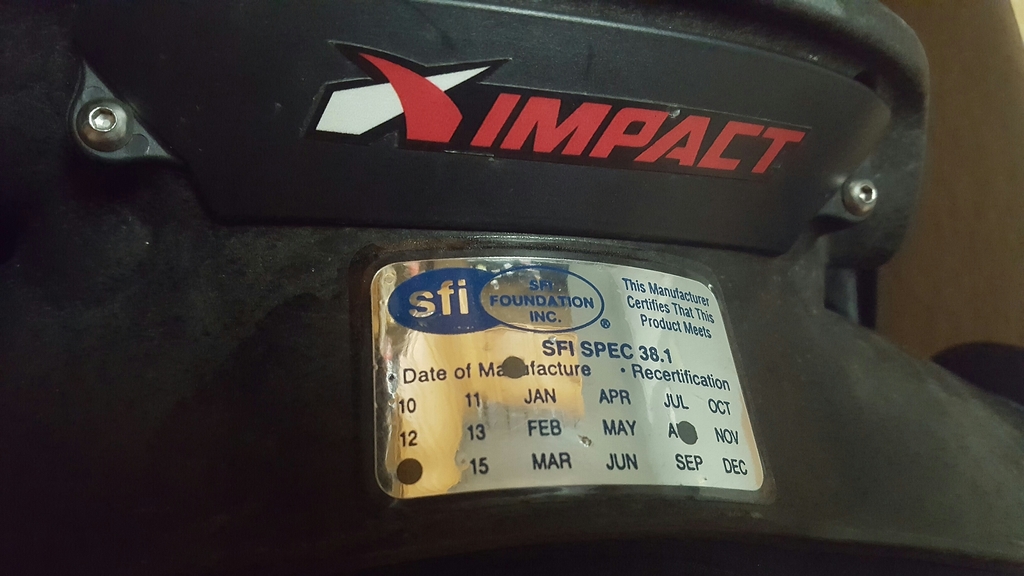 IMPACT
sfi
SFI
FOUNDATION
INC.
®
This Manufacturer
Certifies That This
Product Meets
SFI SPEC 38.1
Date of Manufacture • Recertification
10 11 JAN APR JUL OCT
12 13 FEB MAY NOV
15 MAR JUN SEP DEC